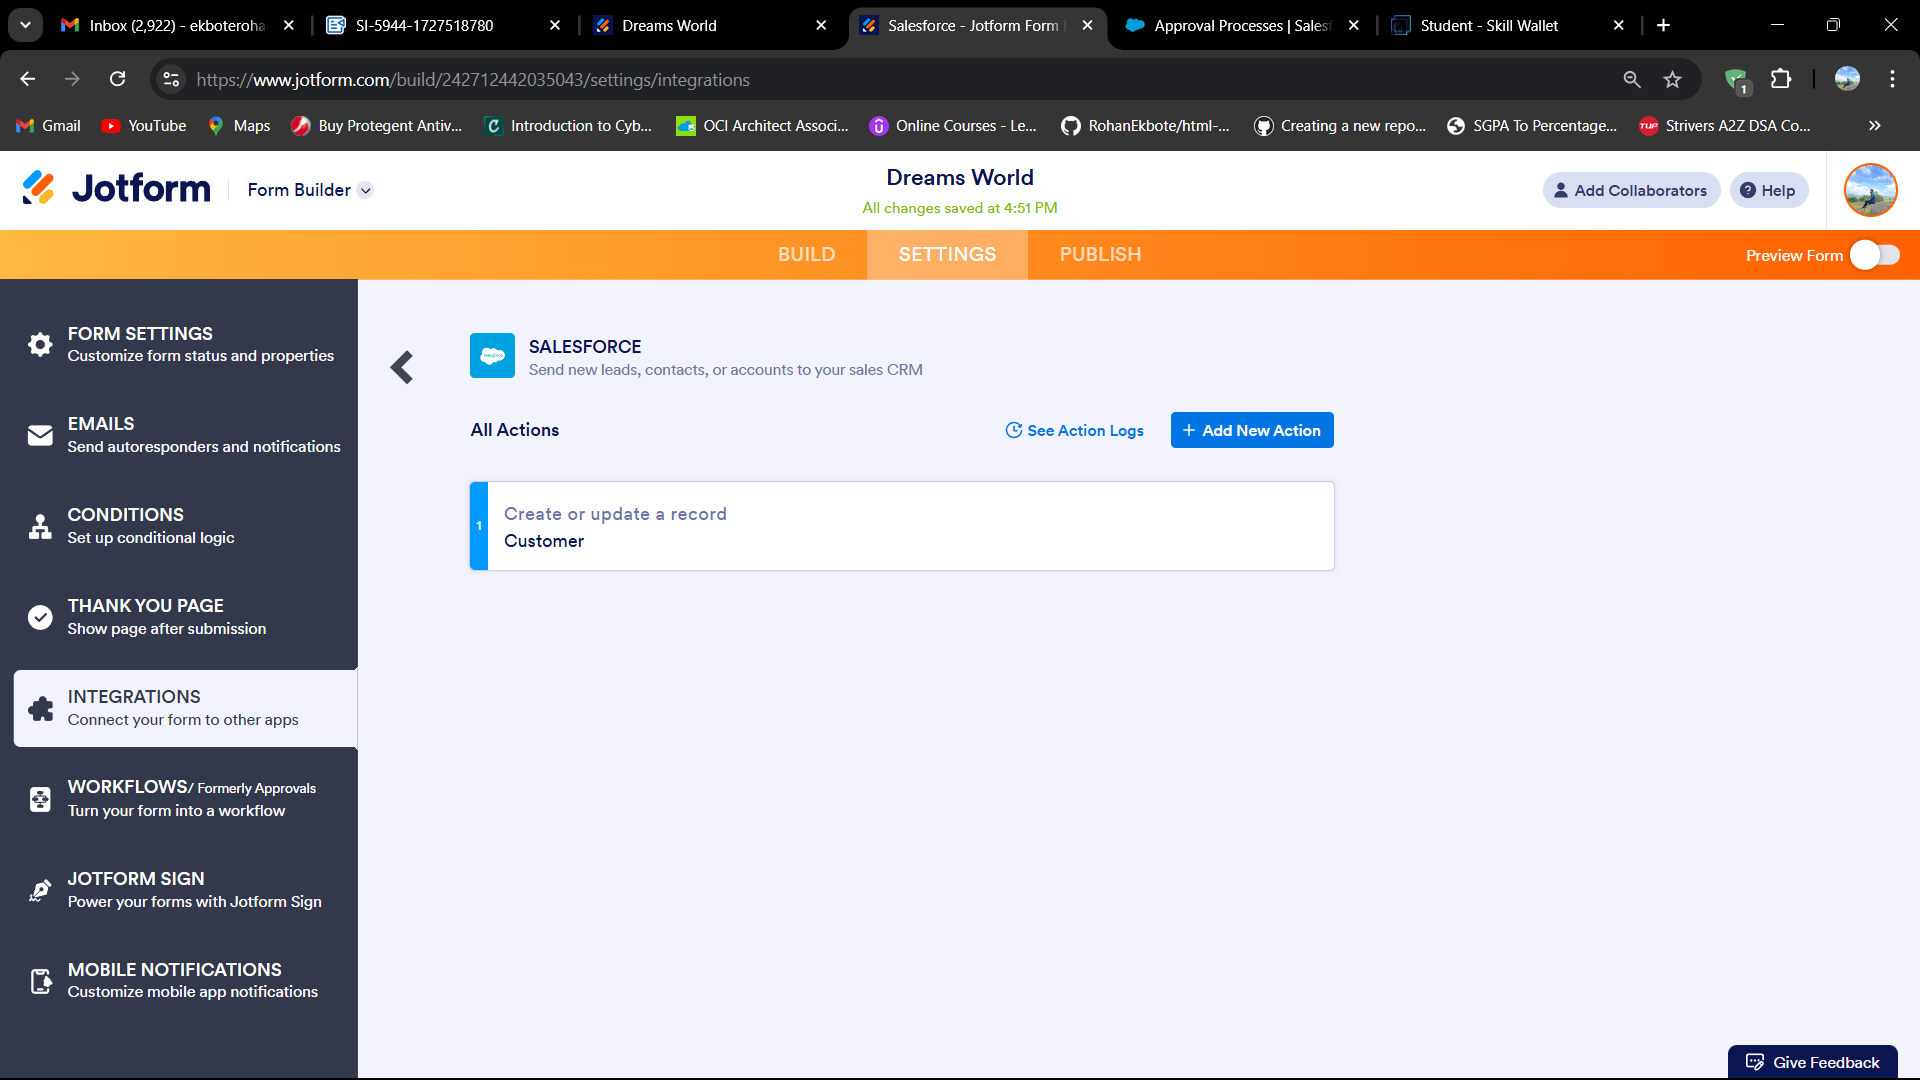 Inbox (2,922) - ekboteroha
SI-5944-1727518780
Dreams World
Salesforce - Jotform Form
Approval Processes | Sales
Student - Skill Wallet
https://www.jotform.com/build/242712442035043/settings/integrations
1
Gmail
YouTube
Maps
Buy Protegent Antiv...
Introduction to Cyb...
OCI Architect Associ...
Online Courses - Le...
RohanEkbote/html-...
Creating a new repo...
SGPA To Percentage...
TUF
Strivers A2Z DSA Co...
Jotform
Form Builder
Dreams World
All changes saved at 4:51 PM
Add Collaborators
Help
BUILD
SETTINGS
PUBLISH
Preview Form
FORM SETTINGS
Customize form status and properties
EMAILS
Send autoresponders and notifications
CONDITIONS
Set up conditional logic
THANK YOU PAGE
Show page after submission
INTEGRATIONS
Connect your form to other apps
WORKFLOWS/ Formerly Approvals
Turn your form into a workflow
JOTFORM SIGN
Power your forms with Jotform Sign
MOBILE NOTIFICATIONS
Customize mobile app notifications
SALESFORCE
Send new leads, contacts, or accounts to your sales CRM
All Actions
See Action Logs
+ Add New Action
1
Create or update a record
Customer
Give Feedback